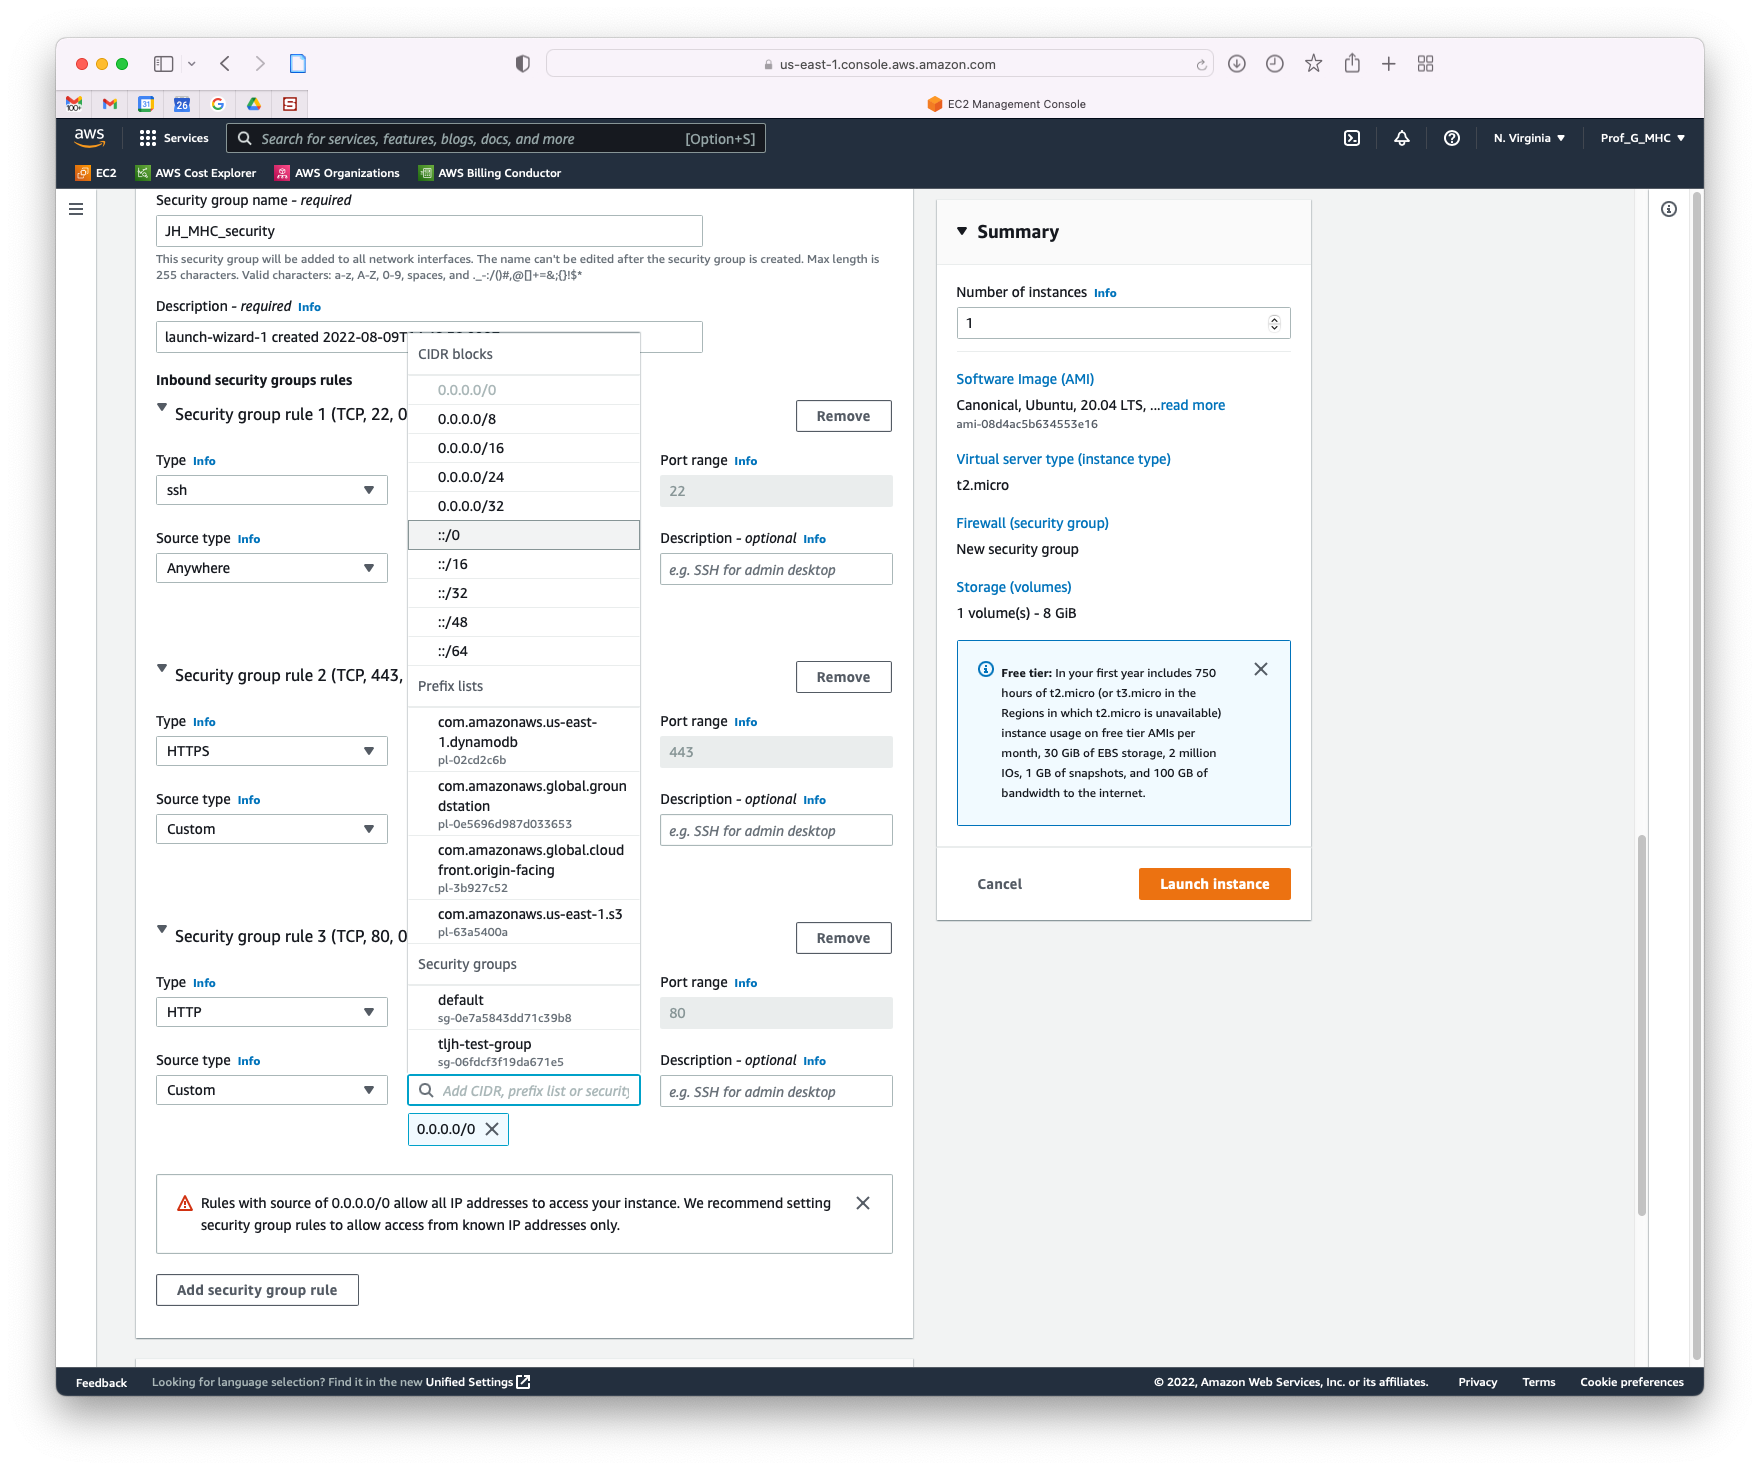 us-east-1.console.aws.amazon.com
EC2 Management Console
aws
Services
Search for services, features, blogs, docs, and more
[Option+S]
N. Virginia
Prof_G_MHC
EC2
AWS Cost Explorer
AWS Organizations
AWS Billing Conductor
Security group name - required
JH_MHC_security
This security group will be added to all network interfaces. The name can't be edited after the security group is created. Max length is
255 characters. Valid characters: a-z, A-Z, 0-9, spaces, and ._-:/()#,@[]+=&;{}!$*
Description - required Info
launch-wizard-1 created 2022-08-09T
Inbound security groups rules
Security group rule 1 (TCP, 22, 0
Remove
Type Info
ssh
Port range Info
22
Source type Info
Anywhere
Description - optional Info
e.g. SSH for admin desktop
Security group rule 2 (TCP, 443,
Remove
Type Info
HTTPS
Port range Info
443
Source type Info
Custom
Description - optional Info
e.g. SSH for admin desktop
Security group rule 3 (TCP, 80, 0
Remove
Type Info
HTTP
Port range Info
80
Source type Info
Custom
Description - optional Info
e.g. SSH for admin desktop
CIDR blocks
0.0.0.0/0
0.0.0.0/8
0.0.0.0/16
0.0.0.0/24
0.0.0.0/32
::/0
::/16
::/32
::/48
::/64
Prefix lists
com.amazonaws.us-east-
1.dynamodb
pl-02cd2c6b
com.amazonaws.global.groun
dstation
pl-0e5696d987d033653
com.amazonaws.global.cloud
front.origin-facing
pl-3b927c52
com.amazonaws.us-east-1.s3
pl-63a5400a
Security groups
default
sg-0e7a5843dd71c39b8
tljh-test-group
sg-06fdcf3f19da671e5
Add CIDR, prefix list or security
0.0.0.0/0
Rules with source of 0.0.0.0/0 allow all IP addresses to access your instance. We recommend setting
security group rules to allow access from known IP addresses only.
Add security group rule
Summary
Number of instances Info
1
Software Image (AMI)
Canonical, Ubuntu, 20.04 LTS, ...read more
ami-08d4ac5b634553e16
Virtual server type (instance type)
t2.micro
Firewall (security group)
New security group
Storage (volumes)
1 volume(s) - 8 GiB
Free tier: In your first year includes 750
hours of t2.micro (or t3.micro in the
Regions in which t2.micro is unavailable)
instance usage on free tier AMIs per
month, 30 GiB of EBS storage, 2 million
IOs, 1 GB of snapshots, and 100 GB of
bandwidth to the internet.
Cancel
Launch instance
Feedback
Looking for language selection? Find it in the new Unified Settings
© 2022, Amazon Web Services, Inc. or its affiliates.
Privacy
Terms
Cookie preferences